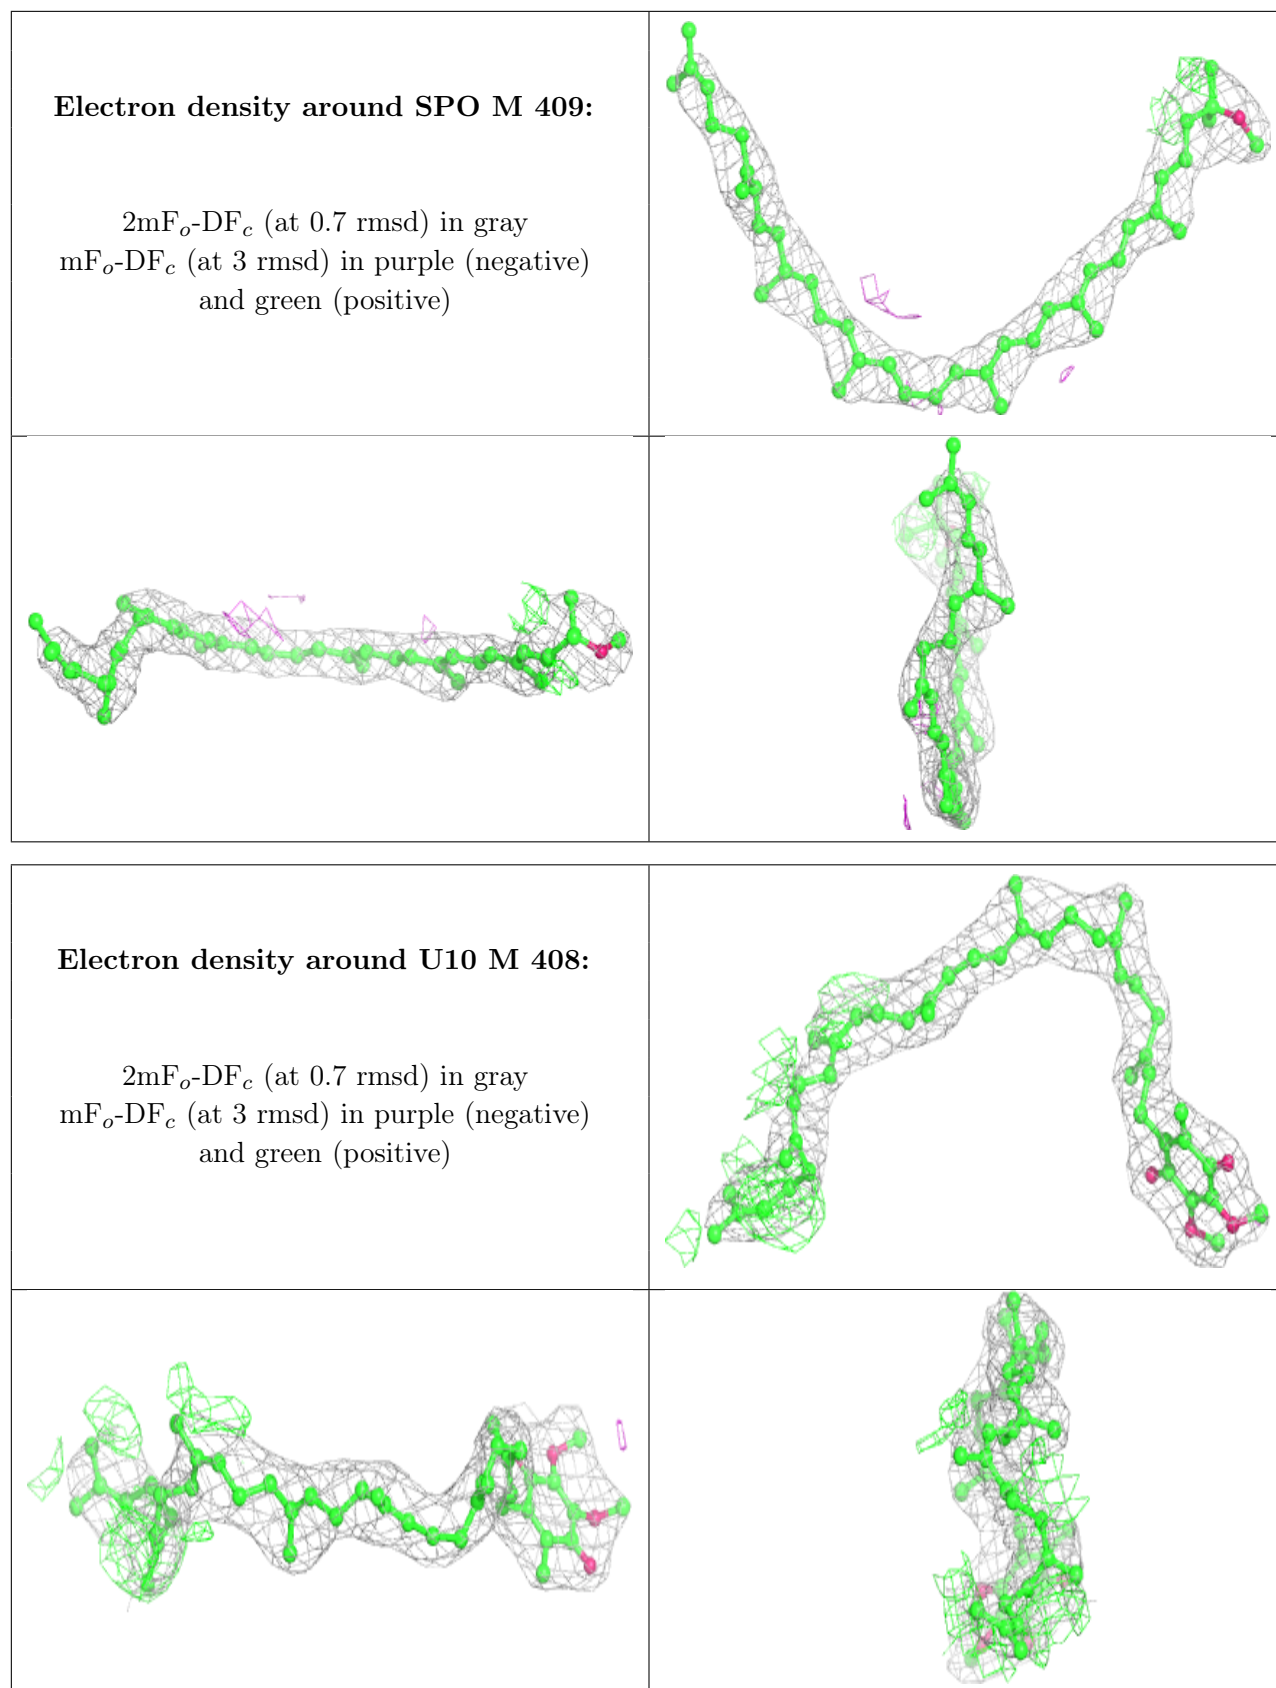 Electron density around SPO M 409:
2mFo-DFc (at 0.7 rmsd) in gray
mFo-DFc (at 3 rmsd) in purple (negative)
and green (positive)
Electron density around U10 M 408:
2mFo-DFc (at 0.7 rmsd) in gray
mFo-DFc (at 3 rmsd) in purple (negative)
and green (positive)